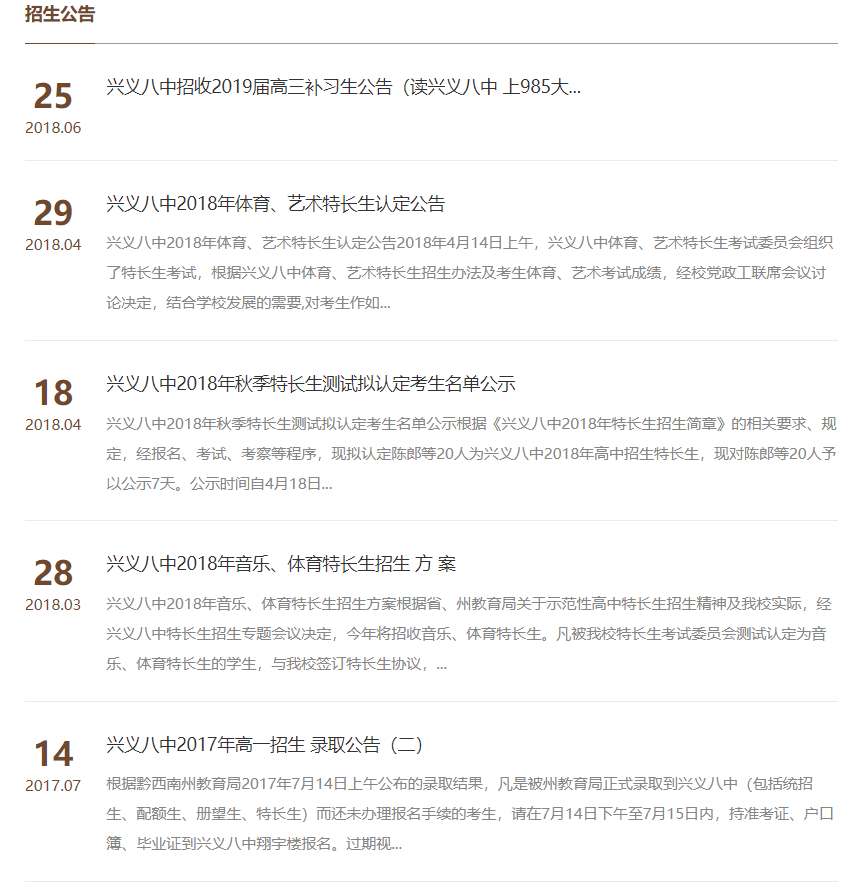 招生公告
25
2018.06
兴义八中招收2019届高三补习生公告（读兴义八中 上985大...
29
2018.04
兴义八中2018年体育、艺术特长生认定公告
兴义八中2018年体育、艺术特长生认定公告2018年4月14日上午，兴义八中体育、艺术特长生考试委员会组织
了特长生考试，根据兴义八中体育、艺术特长生招生办法及考生体育、艺术考试成绩，经校党政工联席会议讨
论决定，结合学校发展的需要,对考生作如...
18
2018.04
兴义八中2018年秋季特长生测试拟认定考生名单公示
兴义八中2018年秋季特长生测试拟认定考生名单公示根据《兴义八中2018年特长生招生简章》的相关要求、规
定，经报名、考试、考察等程序，现拟认定陈郎等20人为兴义八中2018年高中招生特长生，现对陈郎等20人予
以公示7天。公示时间自4月18日...
28
2018.03
兴义八中2018年音乐、体育特长生招生 方 案
兴义八中2018年音乐、体育特长生招生方案根据省、州教育局关于示范性高中特长生招生精神及我校实际，经
兴义八中特长生招生专题会议决定，今年将招收音乐、体育特长生。凡被我校特长生考试委员会测试认定为音
乐、体育特长生的学生，与我校签订特长生协议，...
14
2017.07
兴义八中2017年高一招生 录取公告（二）
根据黔西南州教育局2017年7月14日上午公布的录取结果，凡是被州教育局正式录取到兴义八中（包括统招
生、配额生、册望生、特长生）而还未办理报名手续的考生，请在7月14日下午至7月15日内，持准考证、户口
簿、毕业证到兴义八中翔宇楼报名。过期视...